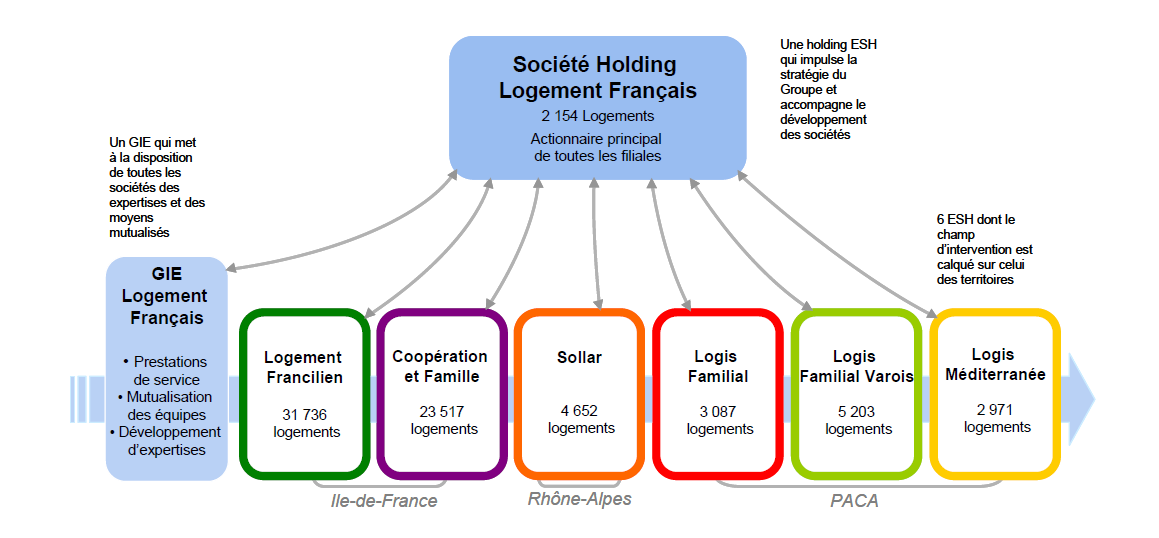 Société Holding
Logement Français
2 154 Logements
Actionnaire principal
de toutes les filiales
Une holding ESH
qui impulse la
stratégie du
Groupe et
accompagne le
développement
des sociétés
Un GIE qui met
à la disposition
de toutes les
sociétés des
expertises et des
moyens
mutualisés
6 ESH dont le
champ
d'intervention est
calqué sur celui
des territoires
GIE
Logement
Français
• Prestations
de service
• Mutualisation
des équipes
• Développement
d'expertises
Logement
Francilien
31 736
logements
Coopération
et Famille
23 517
logements
Sollar
4 652
logements
Logis
Familial
3 087
logements
Logis
Familial Varois
5 203
logements
Logis
Méditerranée
2 971
logements
Ile-de-France
Rhône-Alpes
PACA